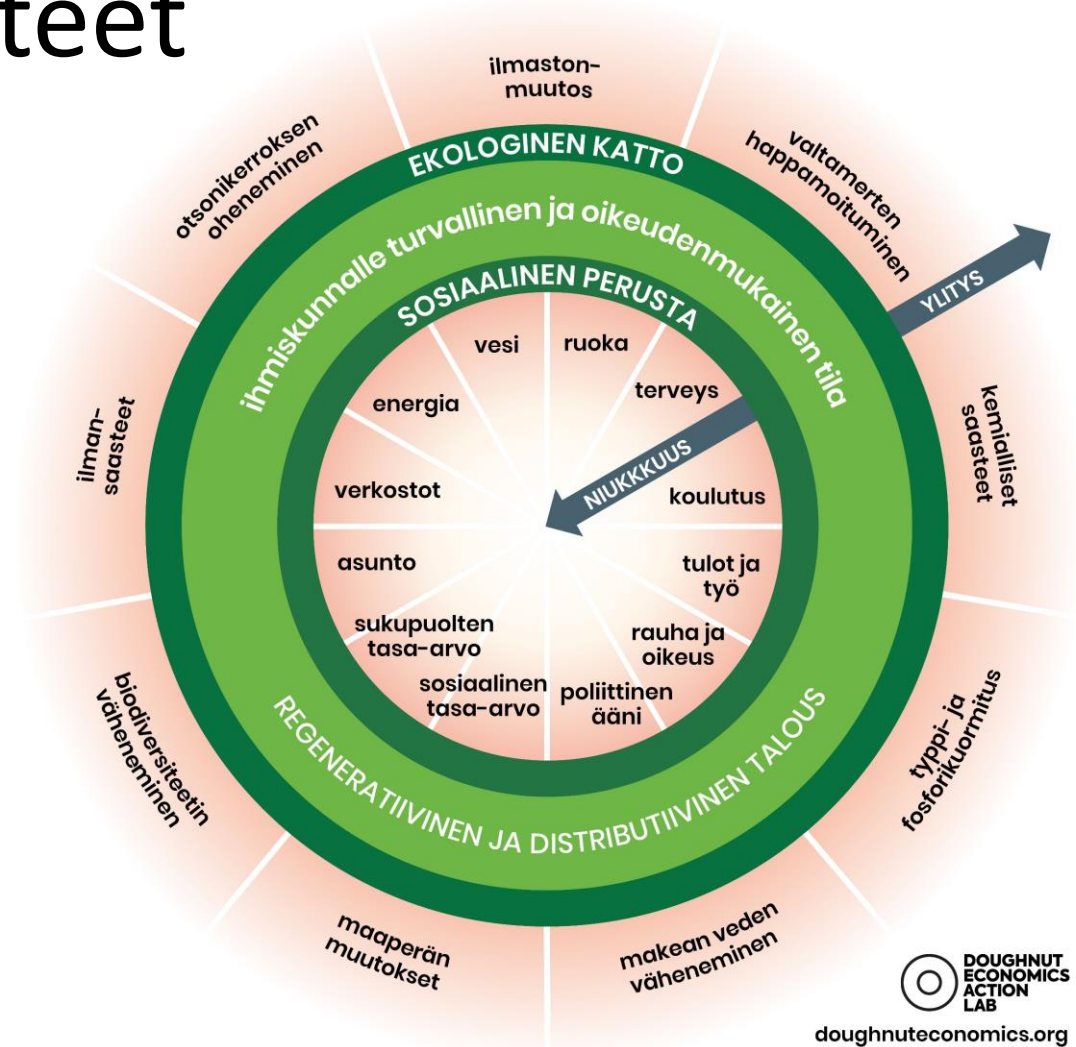 teet
ilmaston-
muutos
valtamerten
happamoituminen
YLITYS
kemialliset
saasteet
typpi- ja
fosforikuormitus
makean veden
väheneminen
maaperän
muutokset
biodiversiteetin
väheneminen
ilman-
saasteet
otsonikerroksen
oheneminen
EKOLOGINEN KATTO
ihmiskunnalle turvallinen ja oikeudenmukainen tila
SOSIAALINEN PERUSTA
vesi
ruoka
terveys
NIUKKKUUS
koulutus
tulot ja
työ
rauha ja
oikeus
poliittinen
ääni
sosiaalinen
tasa-arvo
sukupuolten
tasa-arvo
asunto
verkostot
energia
REGENERATIIVINEN JA DISTRIBUTIIVINEN TALOUS
DOUGHNUT
ECONOMICS
ACTION
LAB
doughnuteconomics.org